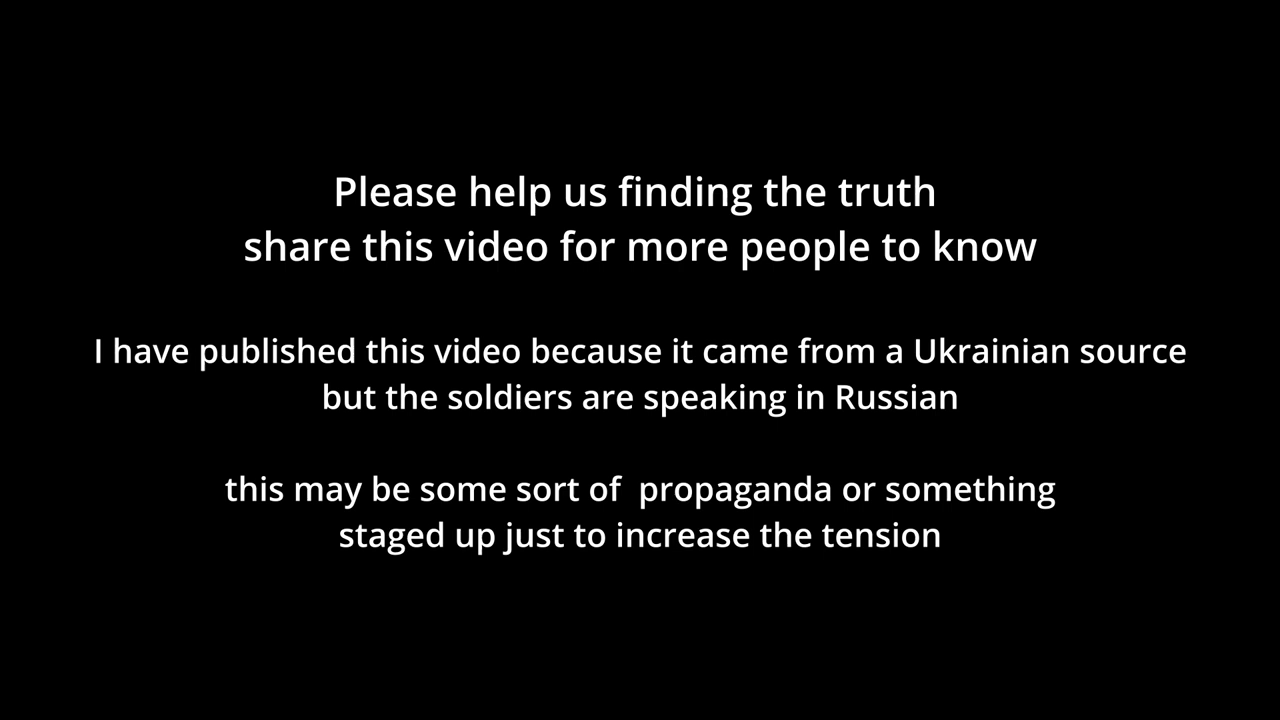 Please help us finding the truth
share this video for more people to know
I have published this video because it came from a Ukrainian source
but the soldiers are speaking in Russian
this may be some sort of  propaganda or something
staged up just to increase the tension